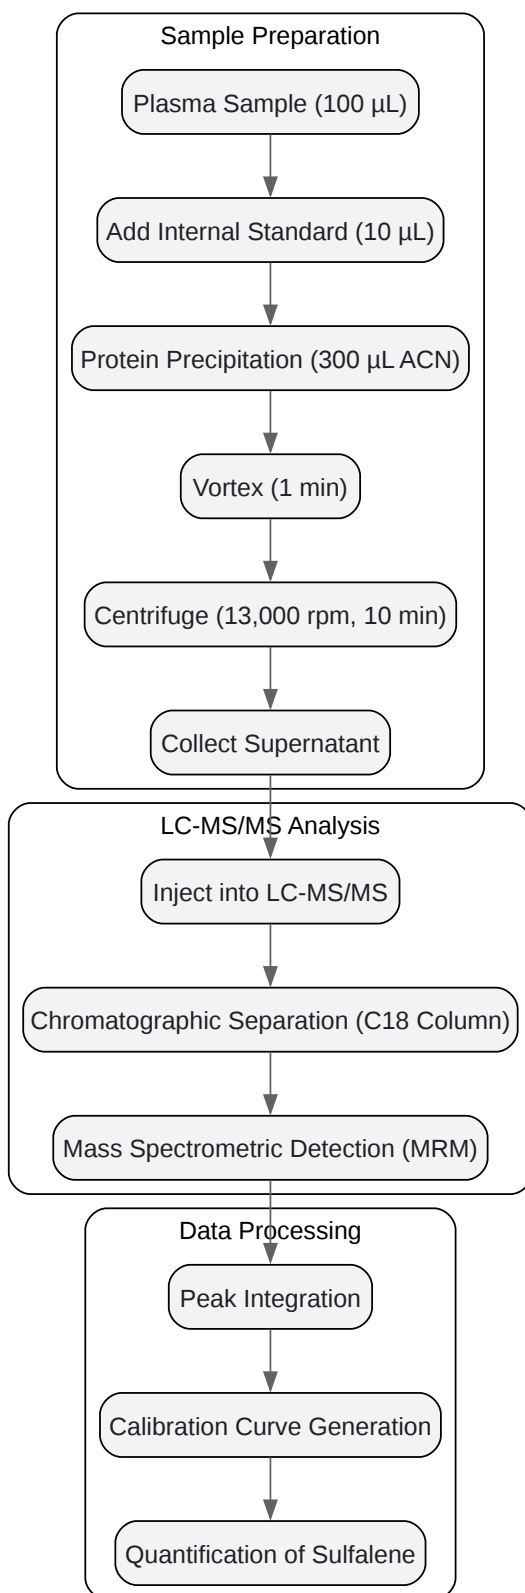 Sample Preparation
Plasma Sample (100 µL)
Add Internal Standard (10 µL)
Protein Precipitation (300 µL ACN)
Vortex (1 min)
Centrifuge (13,000 rpm, 10 min)
Collect Supernatant
LC-MS/MS Analysis
Inject into LC-MS/MS
Chromatographic Separation (C18 Column)
Mass Spectrometric Detection (MRM)
Data Processing
Peak Integration
Calibration Curve Generation
Quantification of Sulfalene